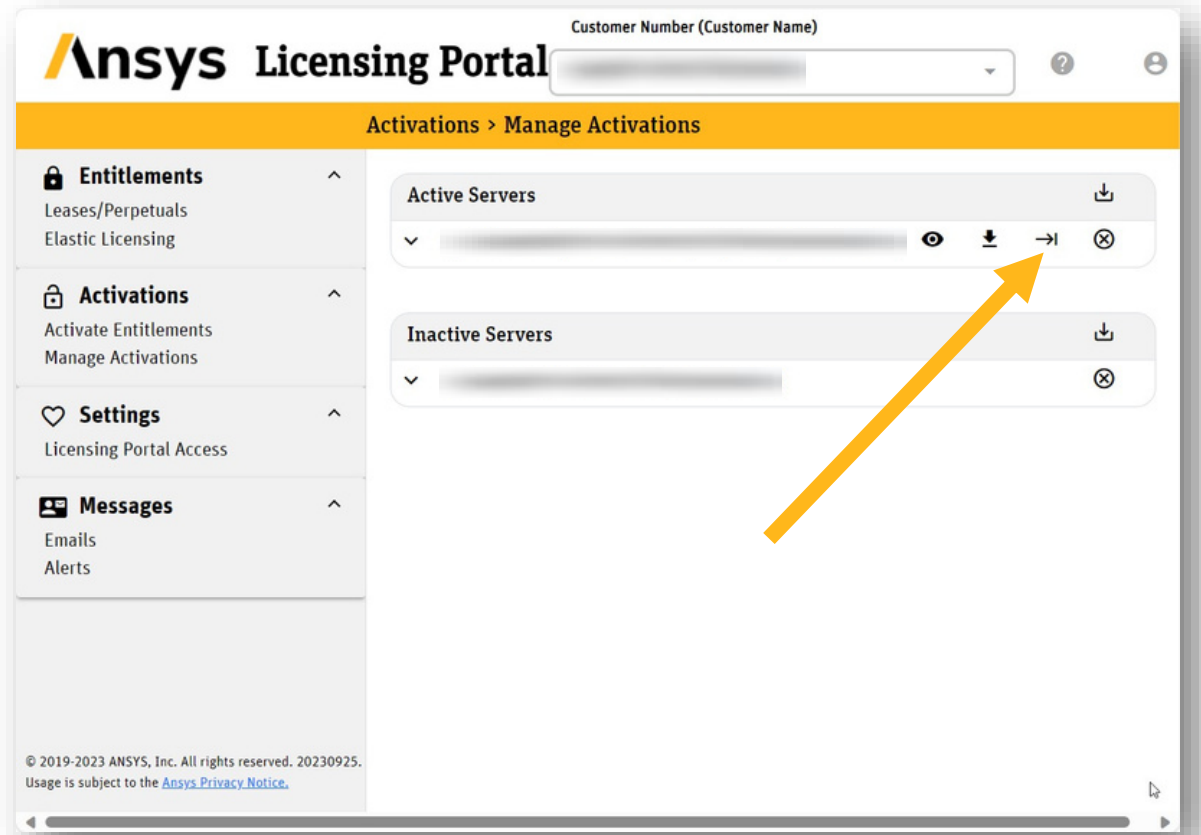 Customer Number (Customer Name)
Ansys Licensing Portal
Activations > Manage Activations
Entitlements
Leases/Perpetuals
Elastic Licensing
Activations
Activate Entitlements
Manage Activations
Settings
Licensing Portal Access
Messages
Emails
Alerts
Active Servers
Inactive Servers
© 2019-2023 ANSYS, Inc. All rights reserved. 20230925.
Usage is subject to the Ansys Privacy Notice.